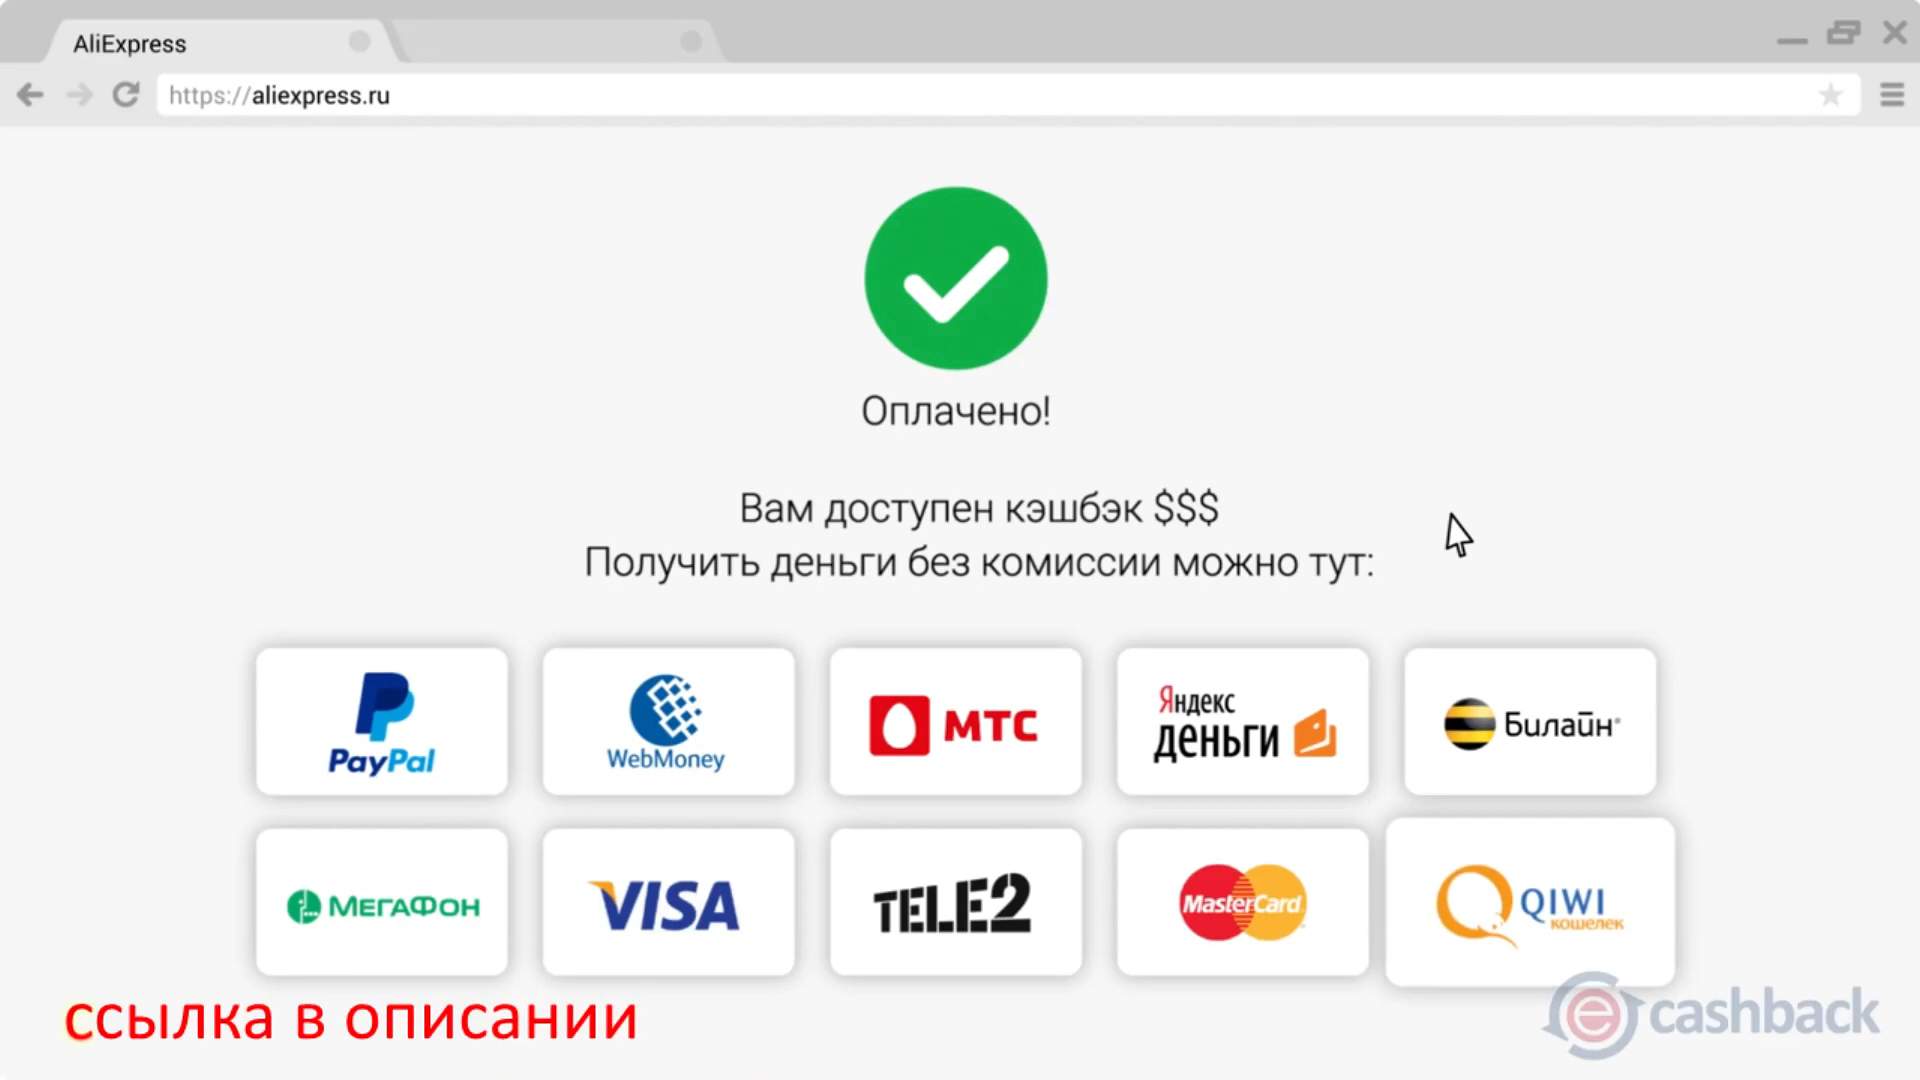 AliExpress
https://aliexpress.ru
Оплачено!
Вам доступен кэшбэк $$$
Получить деньги без комиссии можно тут:
PayPal
WebMoney
МТС
Яндекс
деньги
Билайн®
МЕГАФОН
VISA
TELE2
MasterCard
QIWI
кошелек
ссылка в описании
e cashback